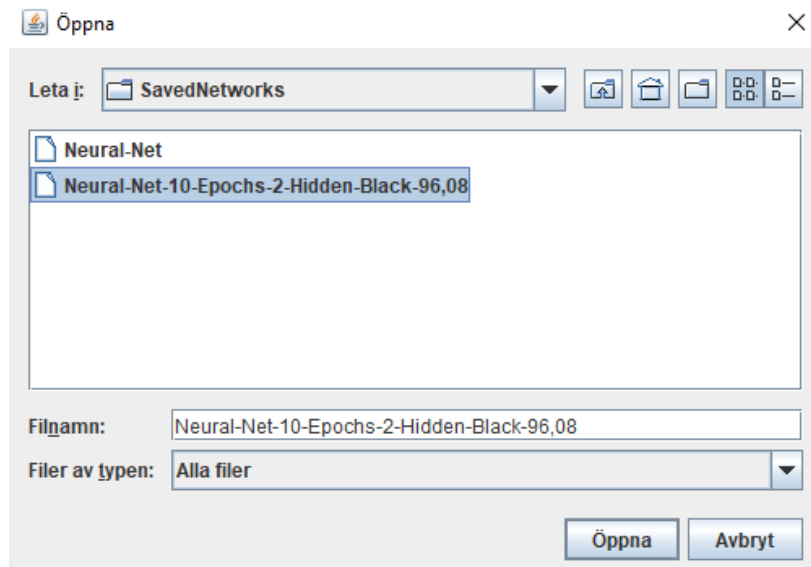 Öppna
Leta i: SavedNetworks
Neural-Net
Neural-Net-10-Epochs-2-Hidden-Black-96,08
Filnamn: Neural-Net-10-Epochs-2-Hidden-Black-96,08
Filer av typen: Alla filer
Öppna Avbryt